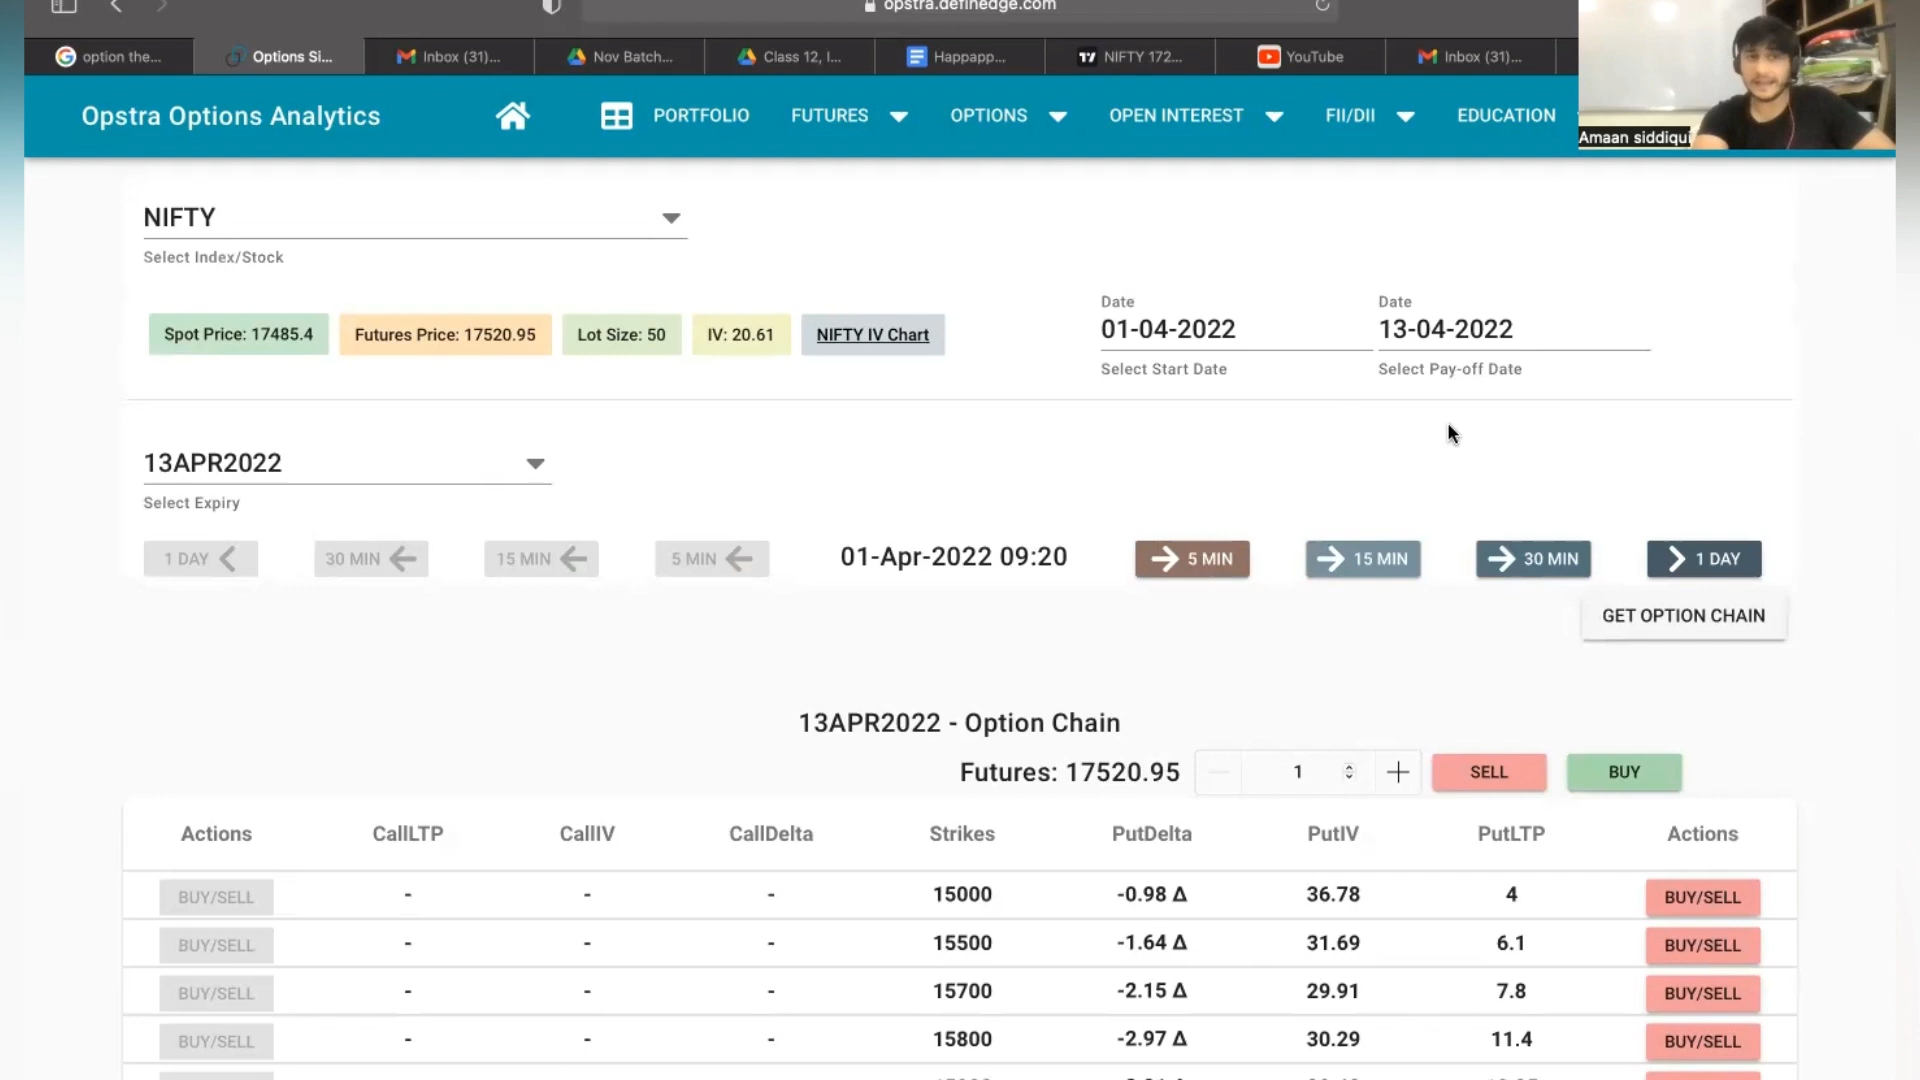 opstra.definedge.com
option the...
Options Si...
Inbox (31)...
Nov Batch...
Class 12, I...
Happapp...
NIFTY 172...
YouTube
Inbox (31)...
Opstra Options Analytics
PORTFOLIO
FUTURES
OPTIONS
OPEN INTEREST
FII/DII
EDUCATION
Amaan siddiqui
NIFTY
Select Index/Stock
Spot Price: 17485.4
Futures Price: 17520.95
Lot Size: 50
IV: 20.61
NIFTY IV Chart
Date
01-04-2022
Select Start Date
Date
13-04-2022
Select Pay-off Date
13APR2022
Select Expiry
1 DAY
30 MIN
15 MIN
5 MIN
01-Apr-2022 09:20
5 MIN
15 MIN
30 MIN
1 DAY
GET OPTION CHAIN
13APR2022 - Option Chain
Futures: 17520.95
1
SELL
BUY
Actions CallLTP CallIV CallDelta Strikes PutDelta PutIV PutLTP Actions
BUY/SELL - - - 15000 -0.98 Δ 36.78 4 BUY/SELL
BUY/SELL - - - 15500 -1.64 Δ 31.69 6.1 BUY/SELL
BUY/SELL - - - 15700 -2.15 Δ 29.91 7.8 BUY/SELL
BUY/SELL - - - 15800 -2.97 Δ 30.29 11.4 BUY/SELL